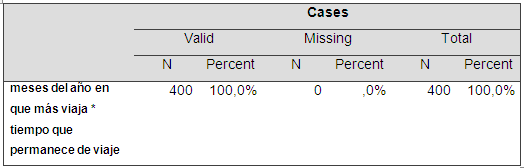 Cases
Valid Missing Total
N Percent N Percent N Percent
meses del año en 400 100,0% 0 ,0% 400 100,0%
que más viaja *
tiempo que
permanece de viaje